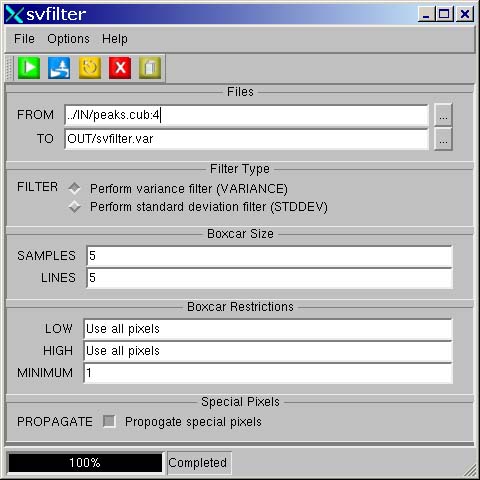 svfilter
File Options Help
Files
FROM ../IN/peaks.cub:4 ...
TO OUT/svfilter.var ...
Filter Type
FILTER Perform variance filter (VARIANCE)
Perform standard deviation filter (STDDEV)
Boxcar Size
SAMPLES 5
LINES 5
Boxcar Restrictions
LOW Use all pixels
HIGH Use all pixels
MINIMUM 1
Special Pixels
PROPAGATE Propogate special pixels
100% Completed